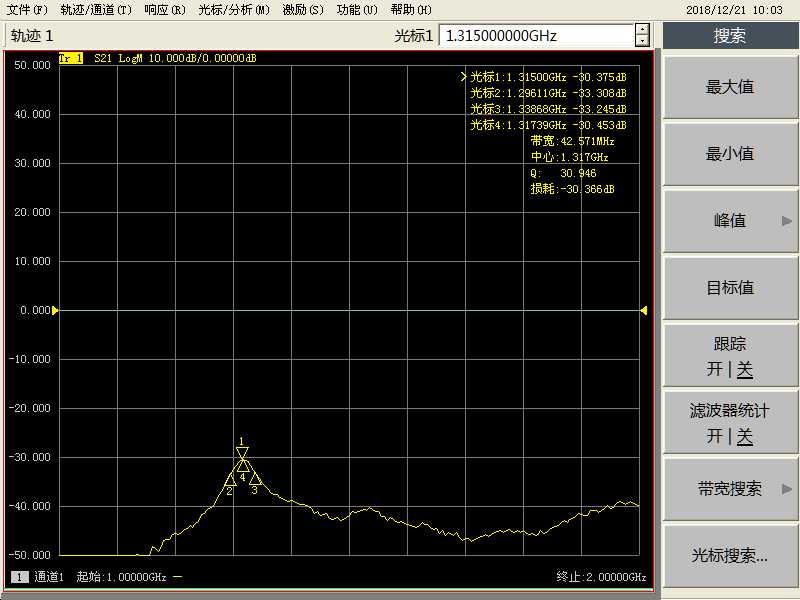 文件(F) 轨迹/通道(T) 响应(R) 光标/分析(M) 激励(S) 功能(U) 帮助(H) 2018/12/21 10:03
轨迹 1 光标1 1.315000000GHz
搜索
Tr 1 S21 LogM 10.000dB/0.00000dB
50.000
>光标1:1.31500GHz -30.375dB
光标2:1.29611GHz -33.308dB
光标3:1.33868GHz -33.245dB
光标4:1.31739GHz -30.453dB
带宽:42.571MHz
中心:1.317GHz
Q: 30.946
损耗:-30.366dB
40.000
30.000
20.000
10.000
0.000
-10.000
-20.000
-30.000
-40.000
-50.000
1
2
4
3
1 通道1 起始:1.00000GHz 终止:2.00000GHz
最大值
最小值
峰值
目标值
跟踪
开|关
滤波器统计
开|关
带宽搜索
光标搜索...